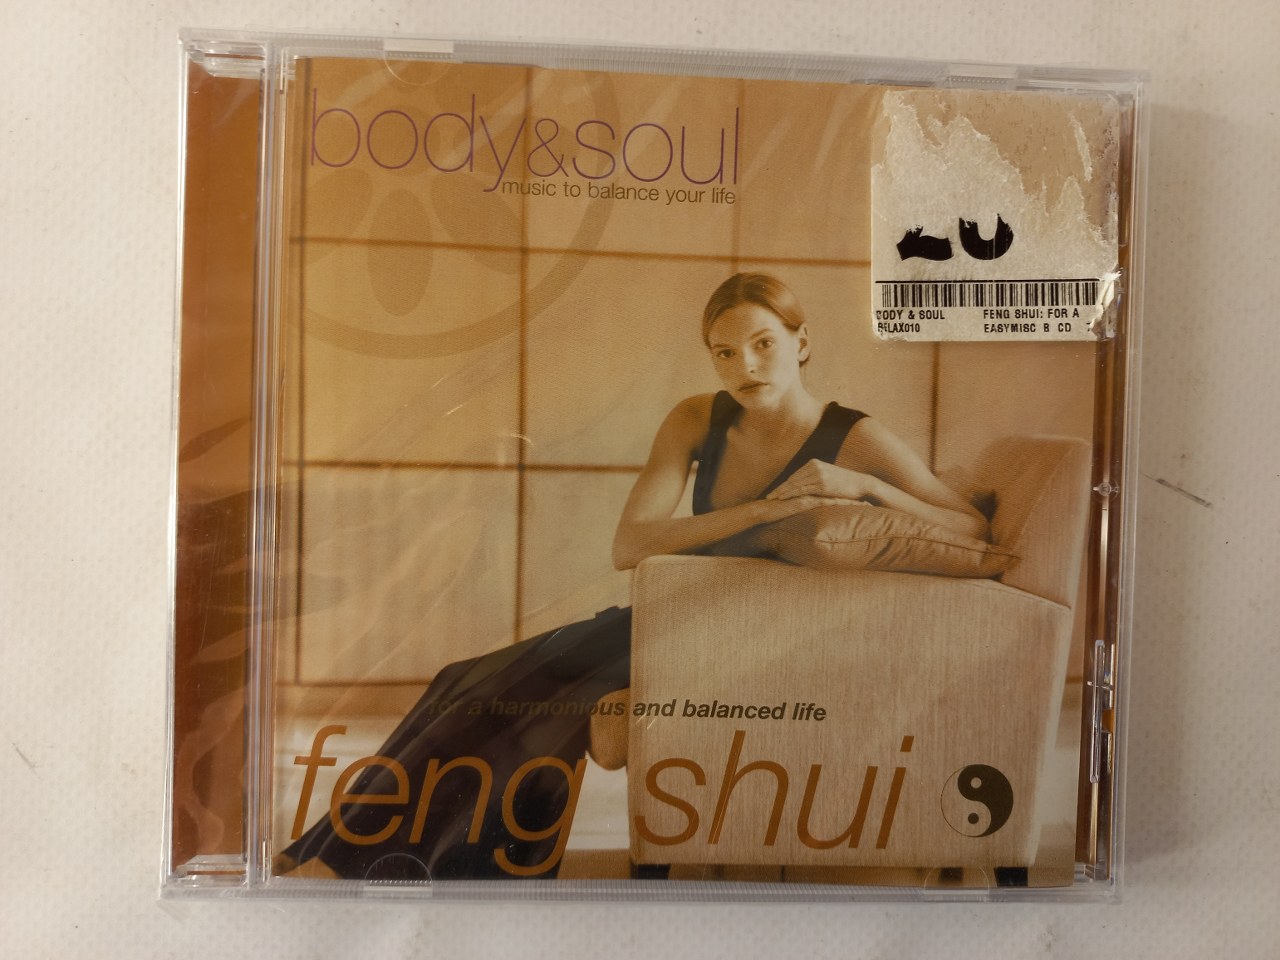 body&soul
music to balance your life
BODY & SOUL FENG SHUI: FOR A
RELAX010 EASYMISC B CD
for a harmonious and balanced life
feng shui